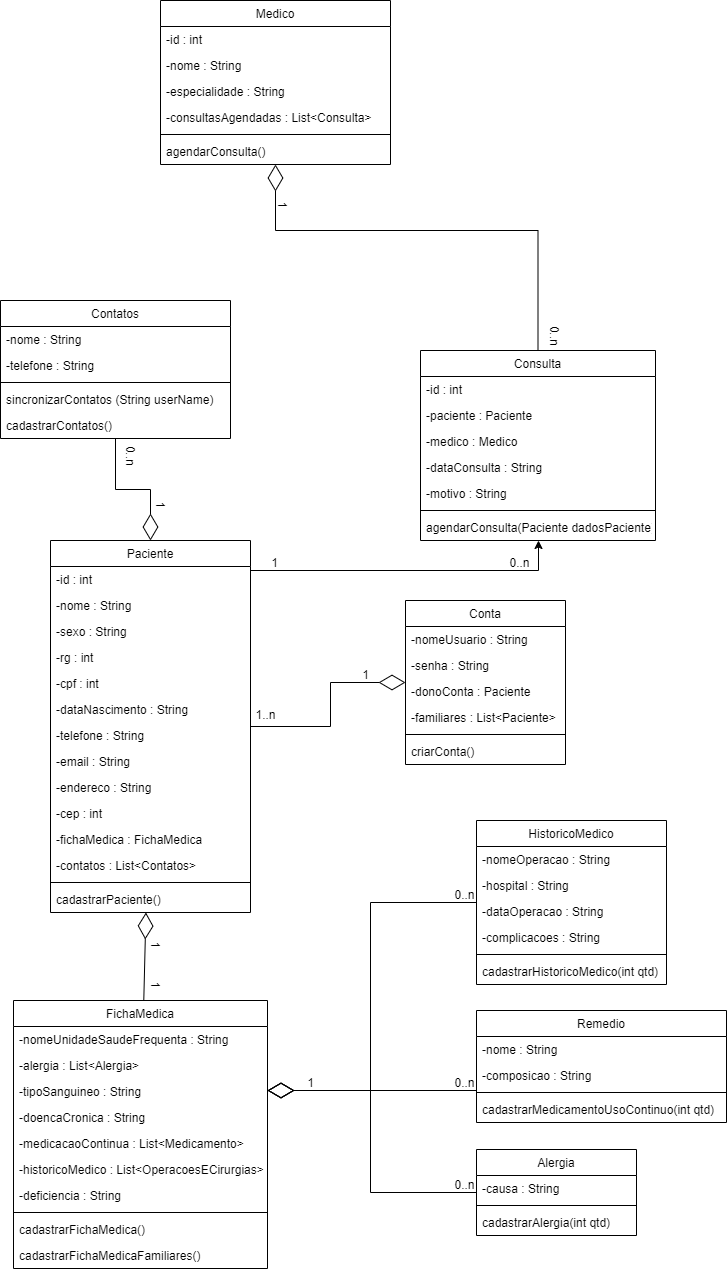 Medico
-id : int
-nome : String
-especialidade : String
-consultasAgendadas : List<Consulta>
agendarConsulta()
1
0..n
Contatos
-nome : String
-telefone : String
sincronizarContatos (String userName)
cadastrarContatos()
0..n
1
Consulta
-id : int
-paciente : Paciente
-medico : Medico
-dataConsulta : String
-motivo : String
agendarConsulta(Paciente dadosPaciente
1
0..n
Paciente
-id : int
-nome : String
-sexo : String
-rg : int
-cpf : int
-dataNascimento : String
-telefone : String
-email : String
-endereco : String
-cep : int
-fichaMedica : FichaMedica
-contatos : List<Contatos>
cadastrarPaciente()
Conta
-nomeUsuario : String
-senha : String
-donoConta : Paciente
-familiares : List<Paciente>
criarConta()
1
1..n
1
1
FichaMedica
-nomeUnidadeSaudeFrequenta : String
-alergia : List<Alergia>
-tipoSanguineo : String
-doencaCronica : String
-medicacaoContinua : List<Medicamento>
-historicoMedico : List<OperacoesECirurgias>
-deficiencia : String
cadastrarFichaMedica()
cadastrarFichaMedicaFamiliares()
1
0..n
0..n
0..n
HistoricoMedico
-nomeOperacao : String
-hospital : String
-dataOperacao : String
-complicacoes : String
cadastrarHistoricoMedico(int qtd)
Remedio
-nome : String
-composicao : String
cadastrarMedicamentoUsoContinuo(int qtd)
Alergia
-causa : String
cadastrarAlergia(int qtd)